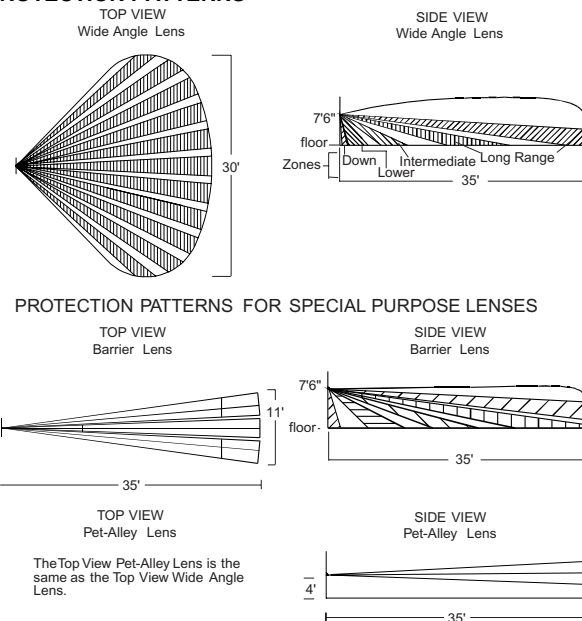 TOP VIEW
Wide Angle Lens
30'
SIDE VIEW
Wide Angle Lens
7'6"
floor
Zones
Down
Lower
Intermediate
Long Range
35'
PROTECTION PATTERNS FOR SPECIAL PURPOSE LENSES
TOP VIEW
Barrier Lens
11'
35'
SIDE VIEW
Barrier Lens
7'6"
floor
35'
TOP VIEW
Pet-Alley Lens
The Top View Pet-Alley Lens is the
same as the Top View Wide Angle
Lens.
SIDE VIEW
Pet-Alley Lens
4'
35'